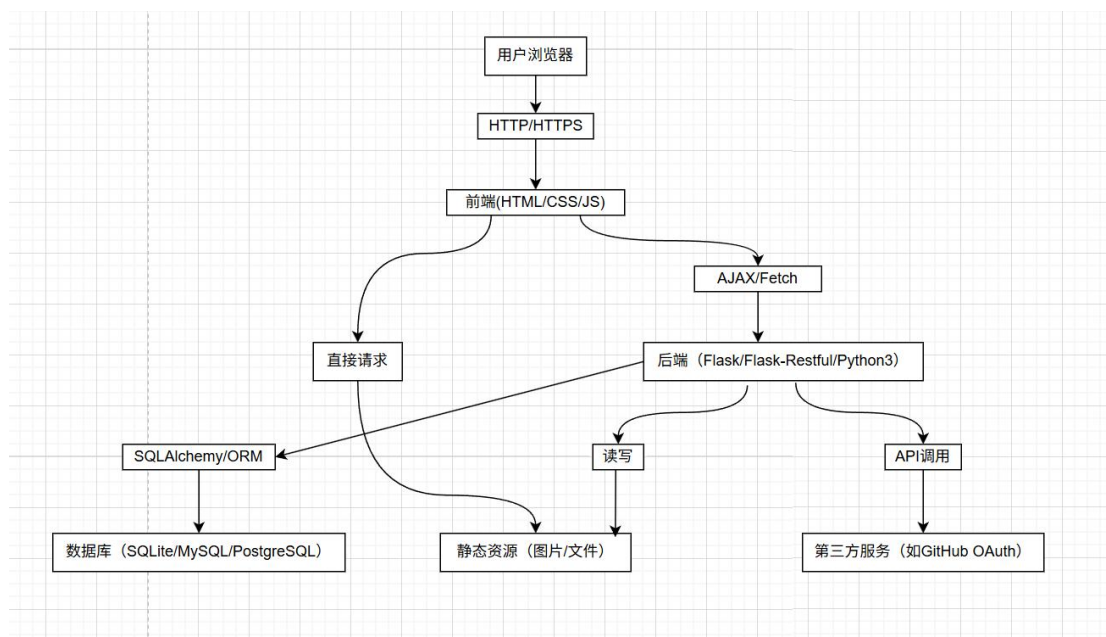 用户浏览器
HTTP/HTTPS
前端(HTML/CSS/JS)
AJAX/Fetch
直接请求
后端（Flask/Flask-Restful/Python3）
SQLAlchemy/ORM
读写
API调用
数据库（SQLite/MySQL/PostgreSQL）
静态资源（图片/文件）
第三方服务（如GitHub OAuth）